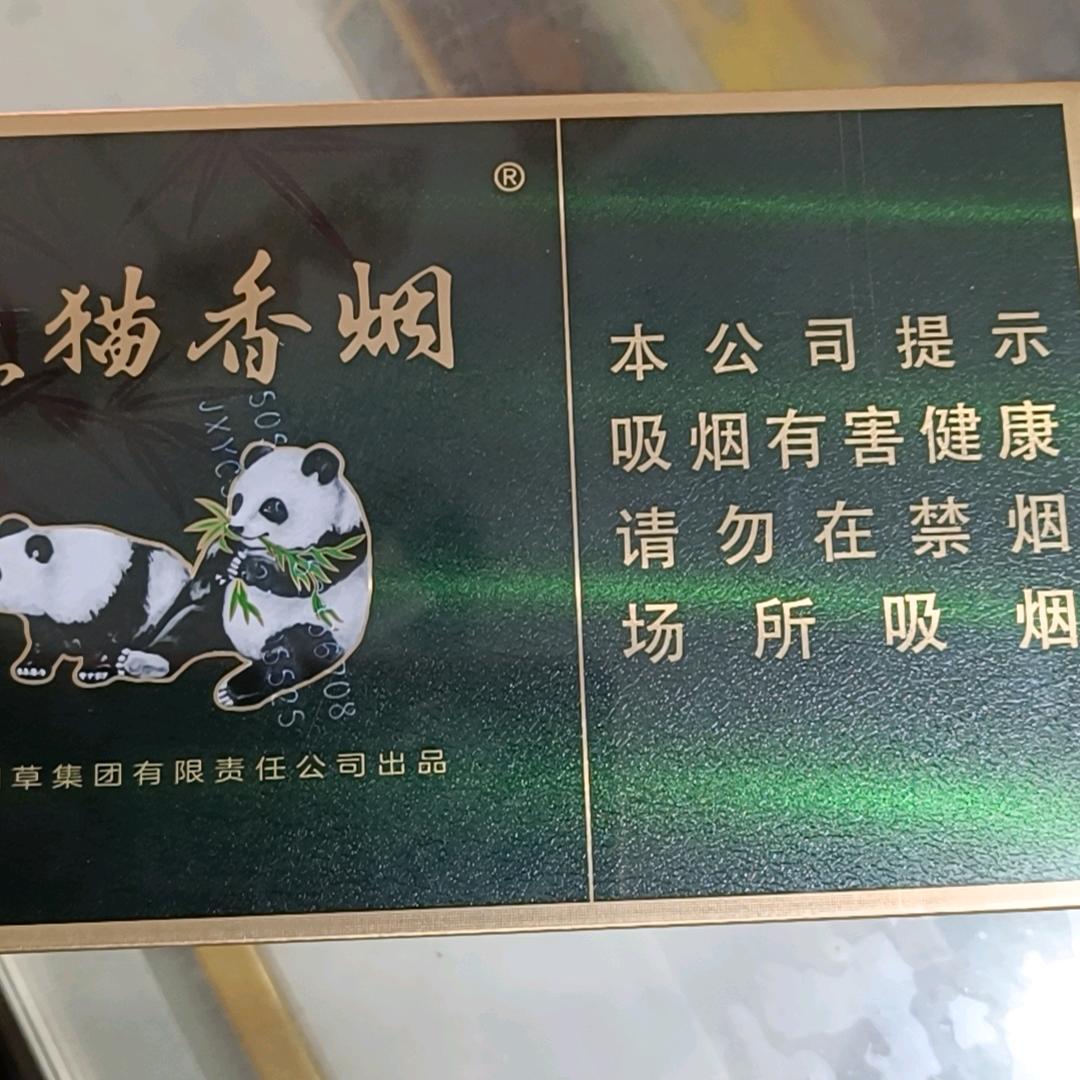 ®
猫香烟
本公司提示
吸烟有害健康
请勿在禁烟
场所吸烟
草集团有限责任公司出品